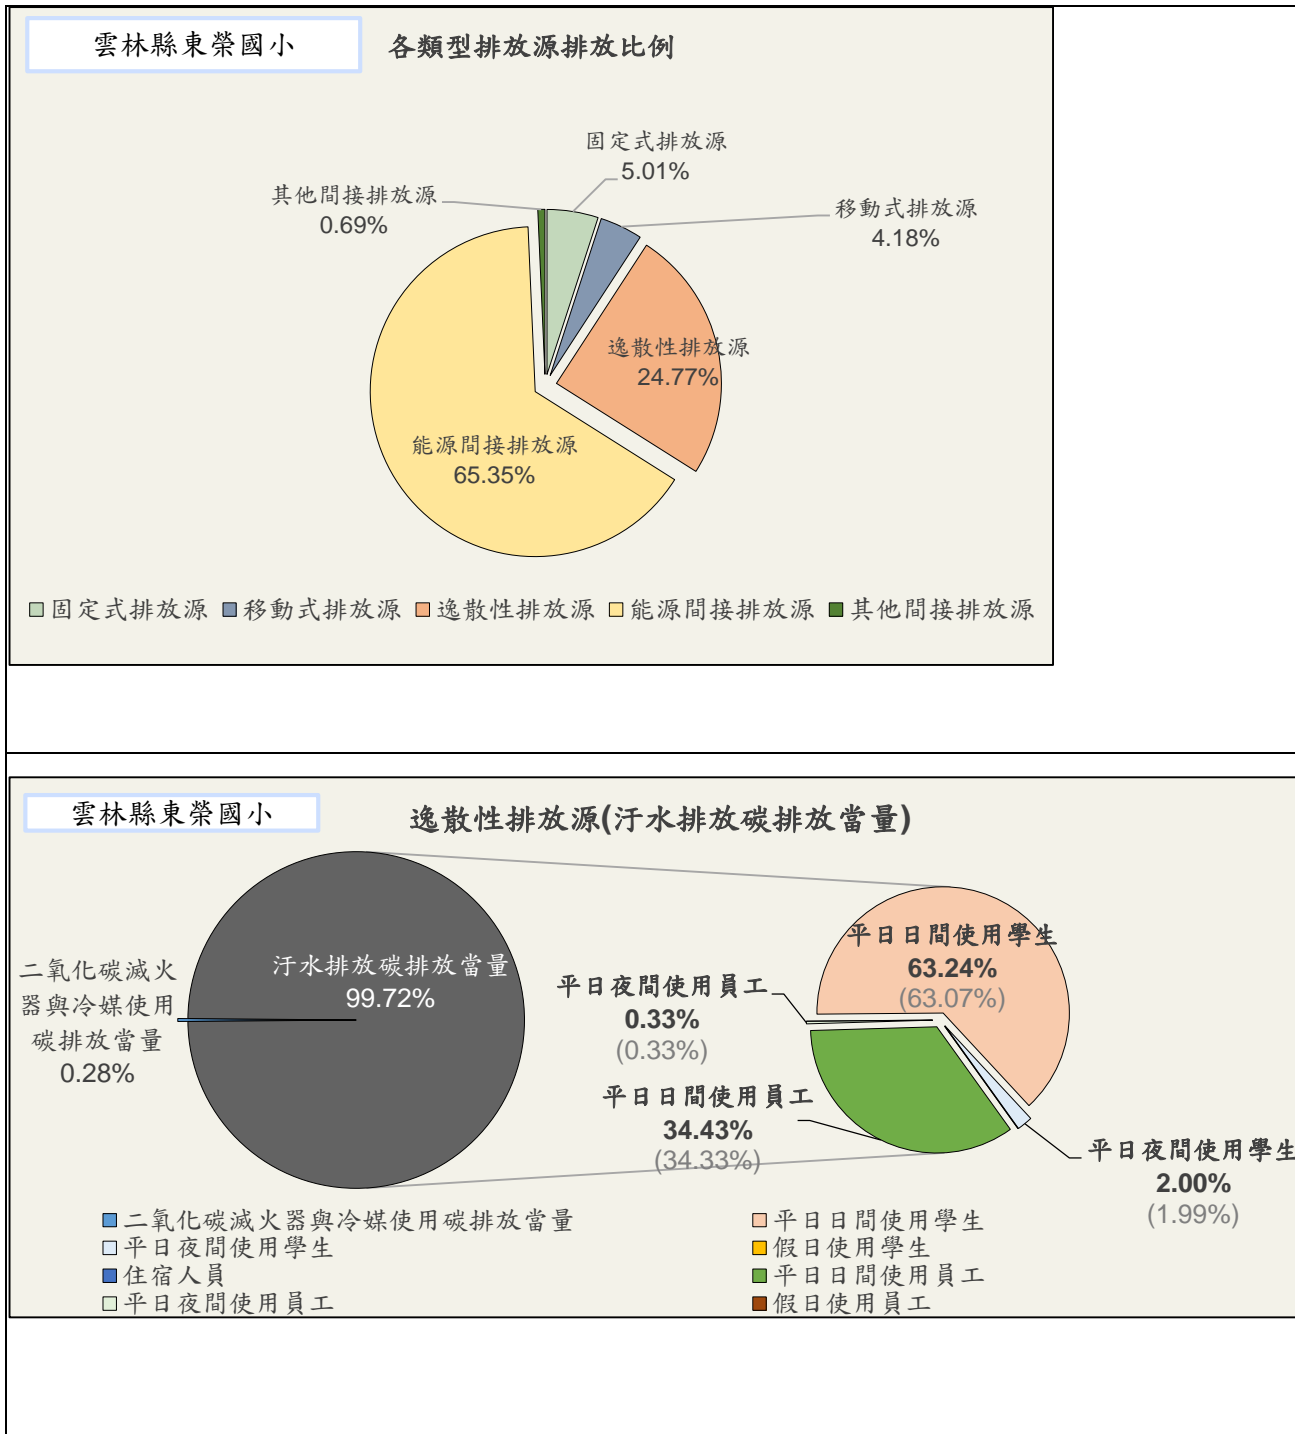 雲林縣東榮國小
各類型排放源排放比例
固定式排放源
5.01%
其他間接排放源
0.69%
移動式排放源
4.18%
逸散性排放源
24.77%
能源間接排放源
65.35%
固定式排放源 移動式排放源 逸散性排放源 能源間接排放源 其他間接排放源
雲林縣東榮國小
逸散性排放源(汙水排放碳排放當量)
二氧化碳滅火
器與冷媒使用
碳排放當量
0.28%
汙水排放碳排放當量
99.72%
平日日間使用學生
63.24%
(63.07%)
平日夜間使用員工
0.33%
(0.33%)
平日日間使用員工
34.43%
(34.33%)
平日夜間使用學生
2.00%
(1.99%)
二氧化碳滅火器與冷媒使用碳排放當量 平日日間使用學生
平日夜間使用學生 假日使用學生
住宿人員 平日日間使用員工
平日夜間使用員工 假日使用員工